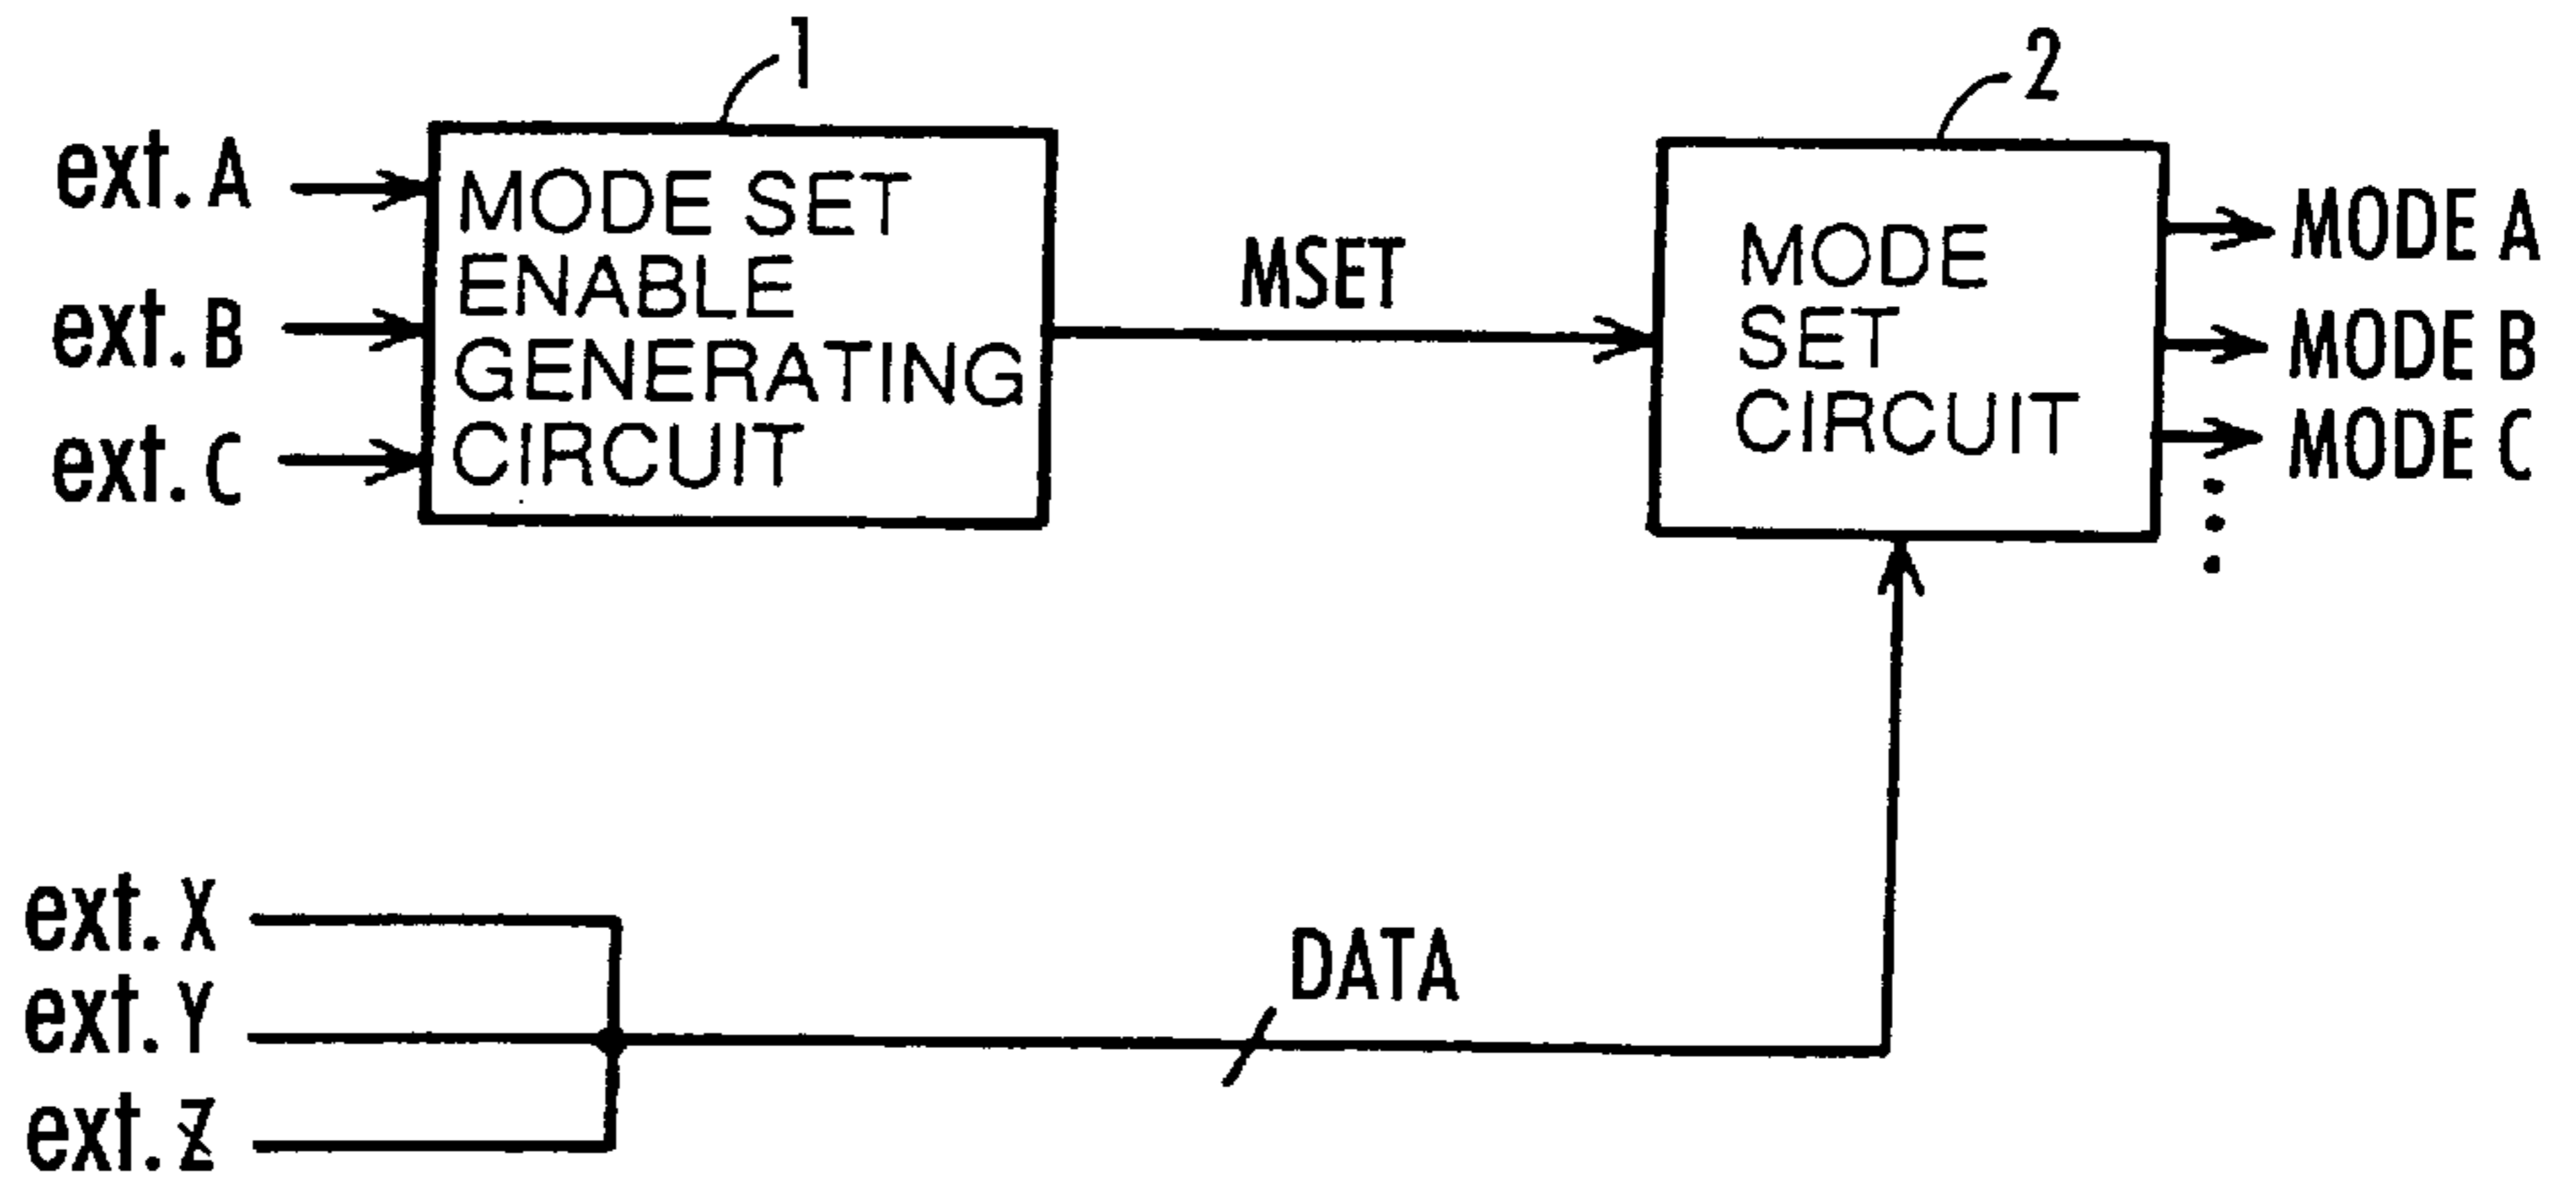 1
2
ext. A
ext. B
ext. C
MODE SET
ENABLE
GENERATING
CIRCUIT
MSET
MODE
SET
CIRCUIT
MODE A
MODE B
MODE C
ext. X
ext. Y
ext. Z
DATA